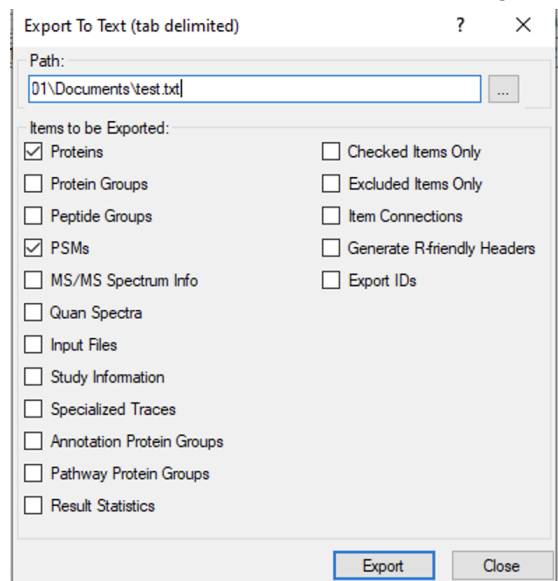 Export To Text (tab delimited) ? ×
Path:
01\Documents\test.txt ...
Items to be Exported:
Proteins
Protein Groups
Peptide Groups
PSMs
MS/MS Spectrum Info
Quan Spectra
Input Files
Study Information
Specialized Traces
Annotation Protein Groups
Pathway Protein Groups
Result Statistics
Checked Items Only
Excluded Items Only
Item Connections
Generate R-friendly Headers
Export IDs
Export
Close